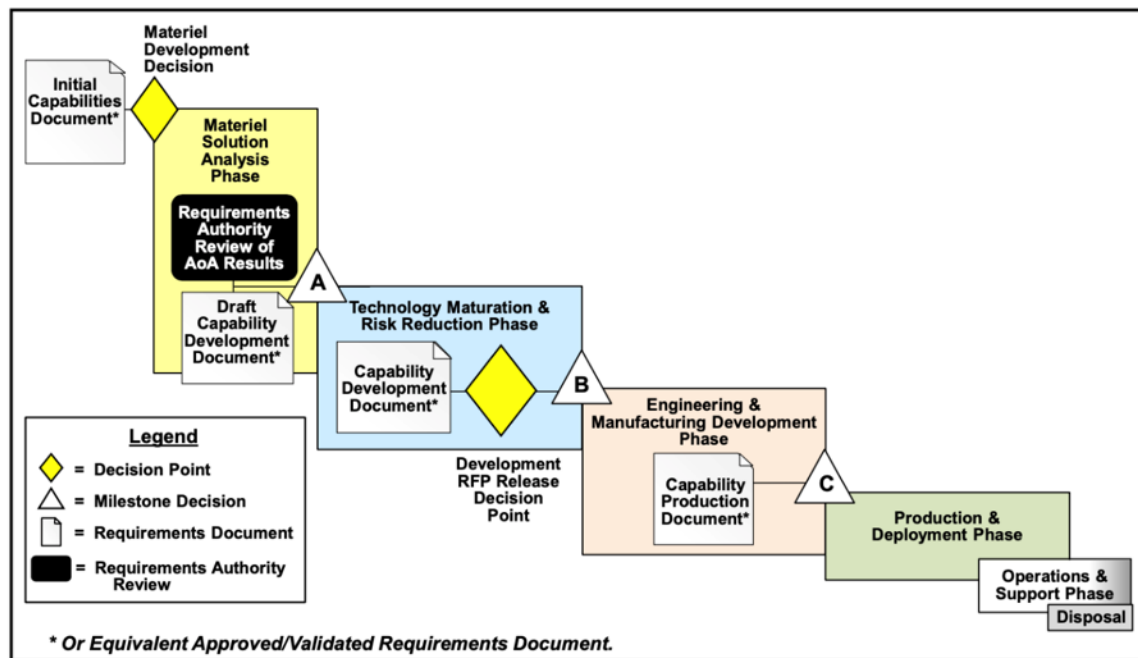 Materiel
Development
Decision
Initial
Capabilities
Document*
Materiel
Solution
Analysis
Phase
Requirements
Authority
Review of
AoA Results
A
Draft
Capability
Development
Document*
Technology Maturation &
Risk Reduction Phase
Capability
Development
Document*
B
Development
RFP Release
Decision
Point
Engineering &
Manufacturing Development
Phase
Capability
Production
Document*
C
Production &
Deployment Phase
Operations &
Support Phase
Disposal
Legend
= Decision Point
= Milestone Decision
= Requirements Document
= Requirements Authority
Review
* Or Equivalent Approved/Validated Requirements Document.